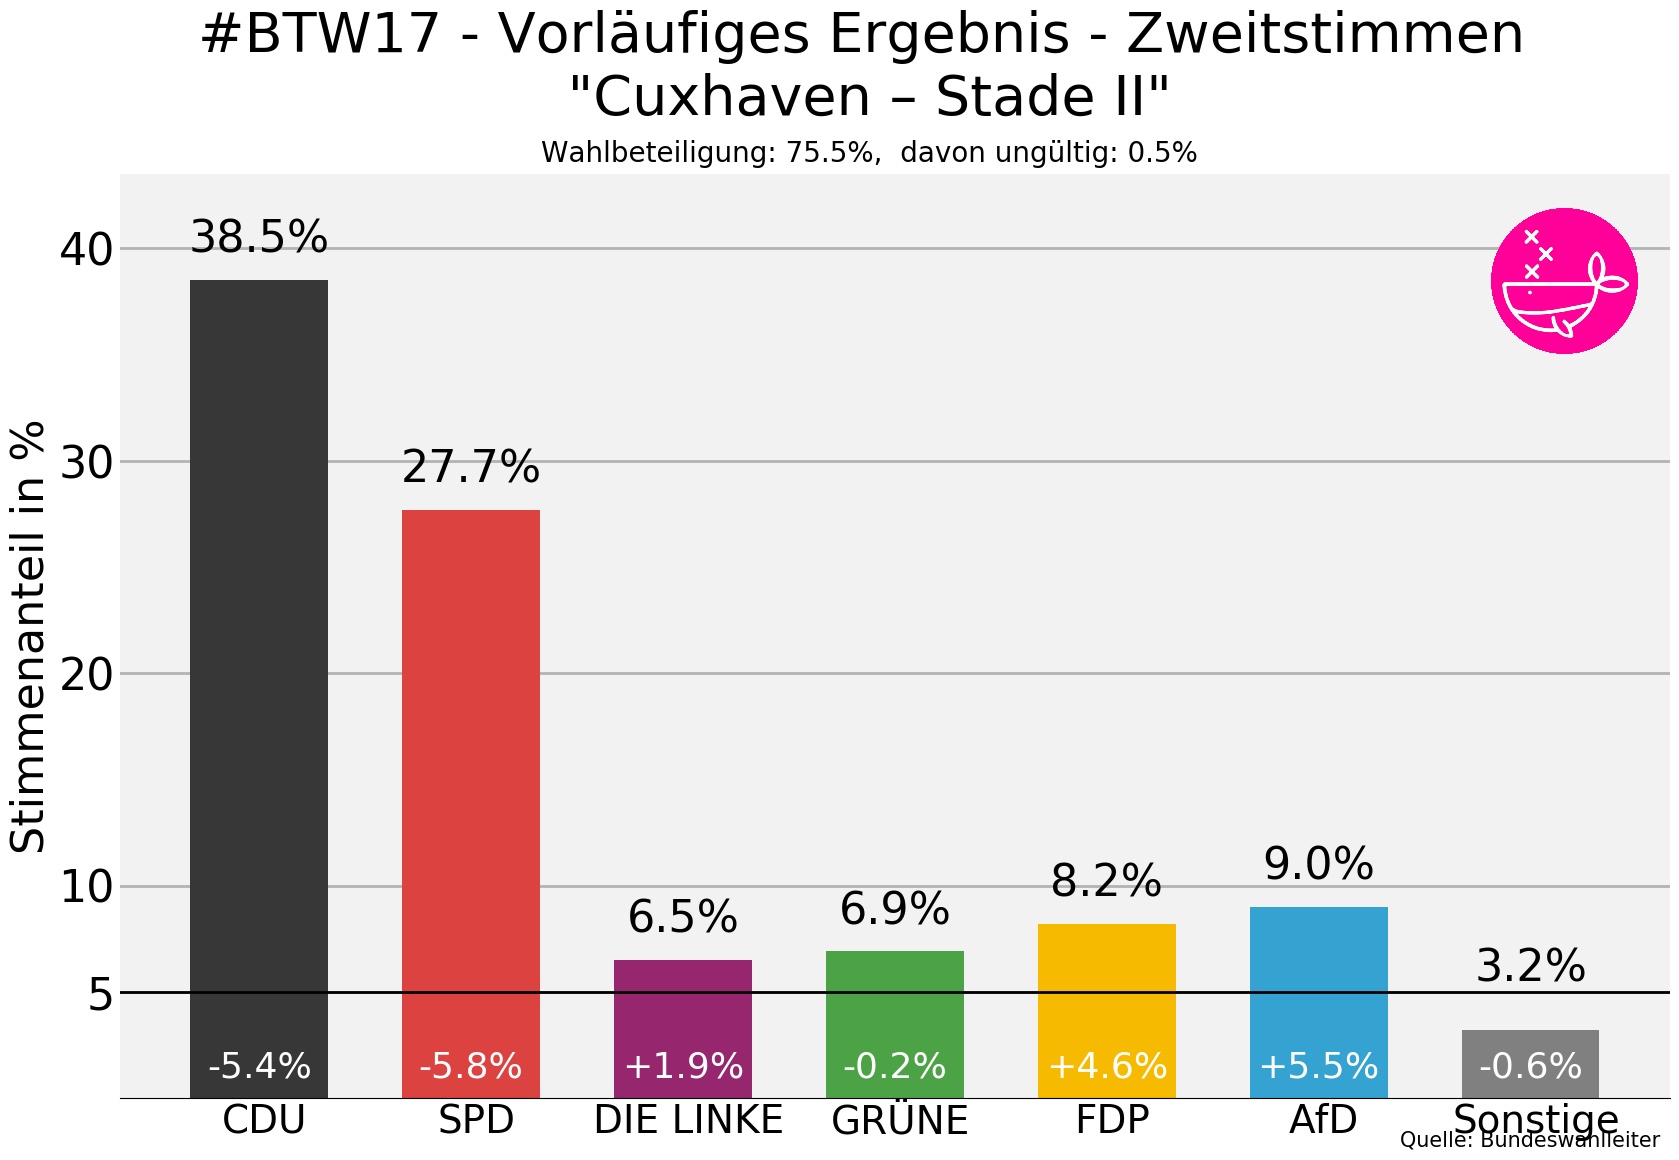 #BTW17 - Vorläufiges Ergebnis - Zweitstimmen
"Cuxhaven – Stade II"
Wahlbeteiligung: 75.5%,  davon ungültig: 0.5%
Stimmenanteil in %
40
30
20
10
5
38.5%
27.7%
6.5%
6.9%
8.2%
9.0%
3.2%
-5.4%
-5.8%
+1.9%
-0.2%
+4.6%
+5.5%
-0.6%
CDU
SPD
DIE LINKE
GRÜNE
FDP
AfD
Sonstige
Quelle: Bundeswahlleiter